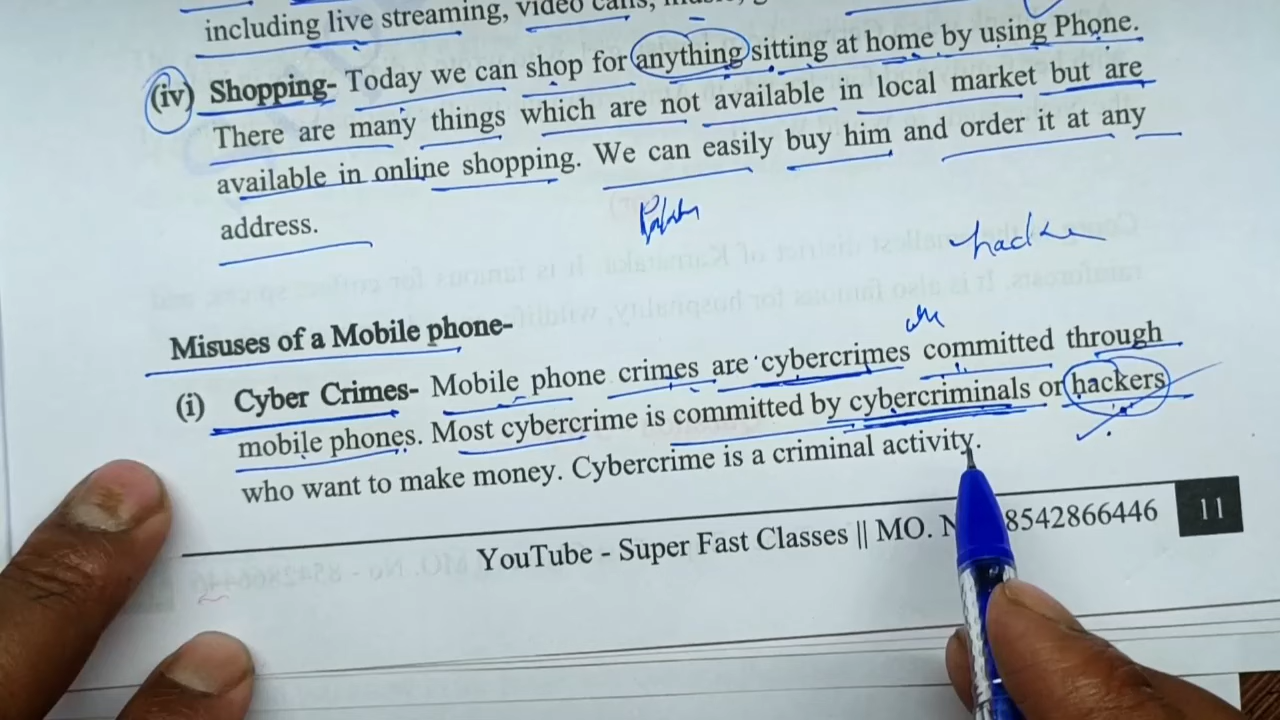 including live streaming, video calls,
(iv) Shopping- Today we can shop for anything sitting at home by using Phone.
There are many things which are not available in local market but are
available in online shopping. We can easily buy him and order it at any
address.
Misuses of a Mobile phone-
(i) Cyber Crimes- Mobile phone crimes are cybercrimes committed through
mobile phones. Most cybercrime is committed by cybercriminals or hackers
who want to make money. Cybercrime is a criminal activity.
YouTube - Super Fast Classes || MO. N 8542866446 11